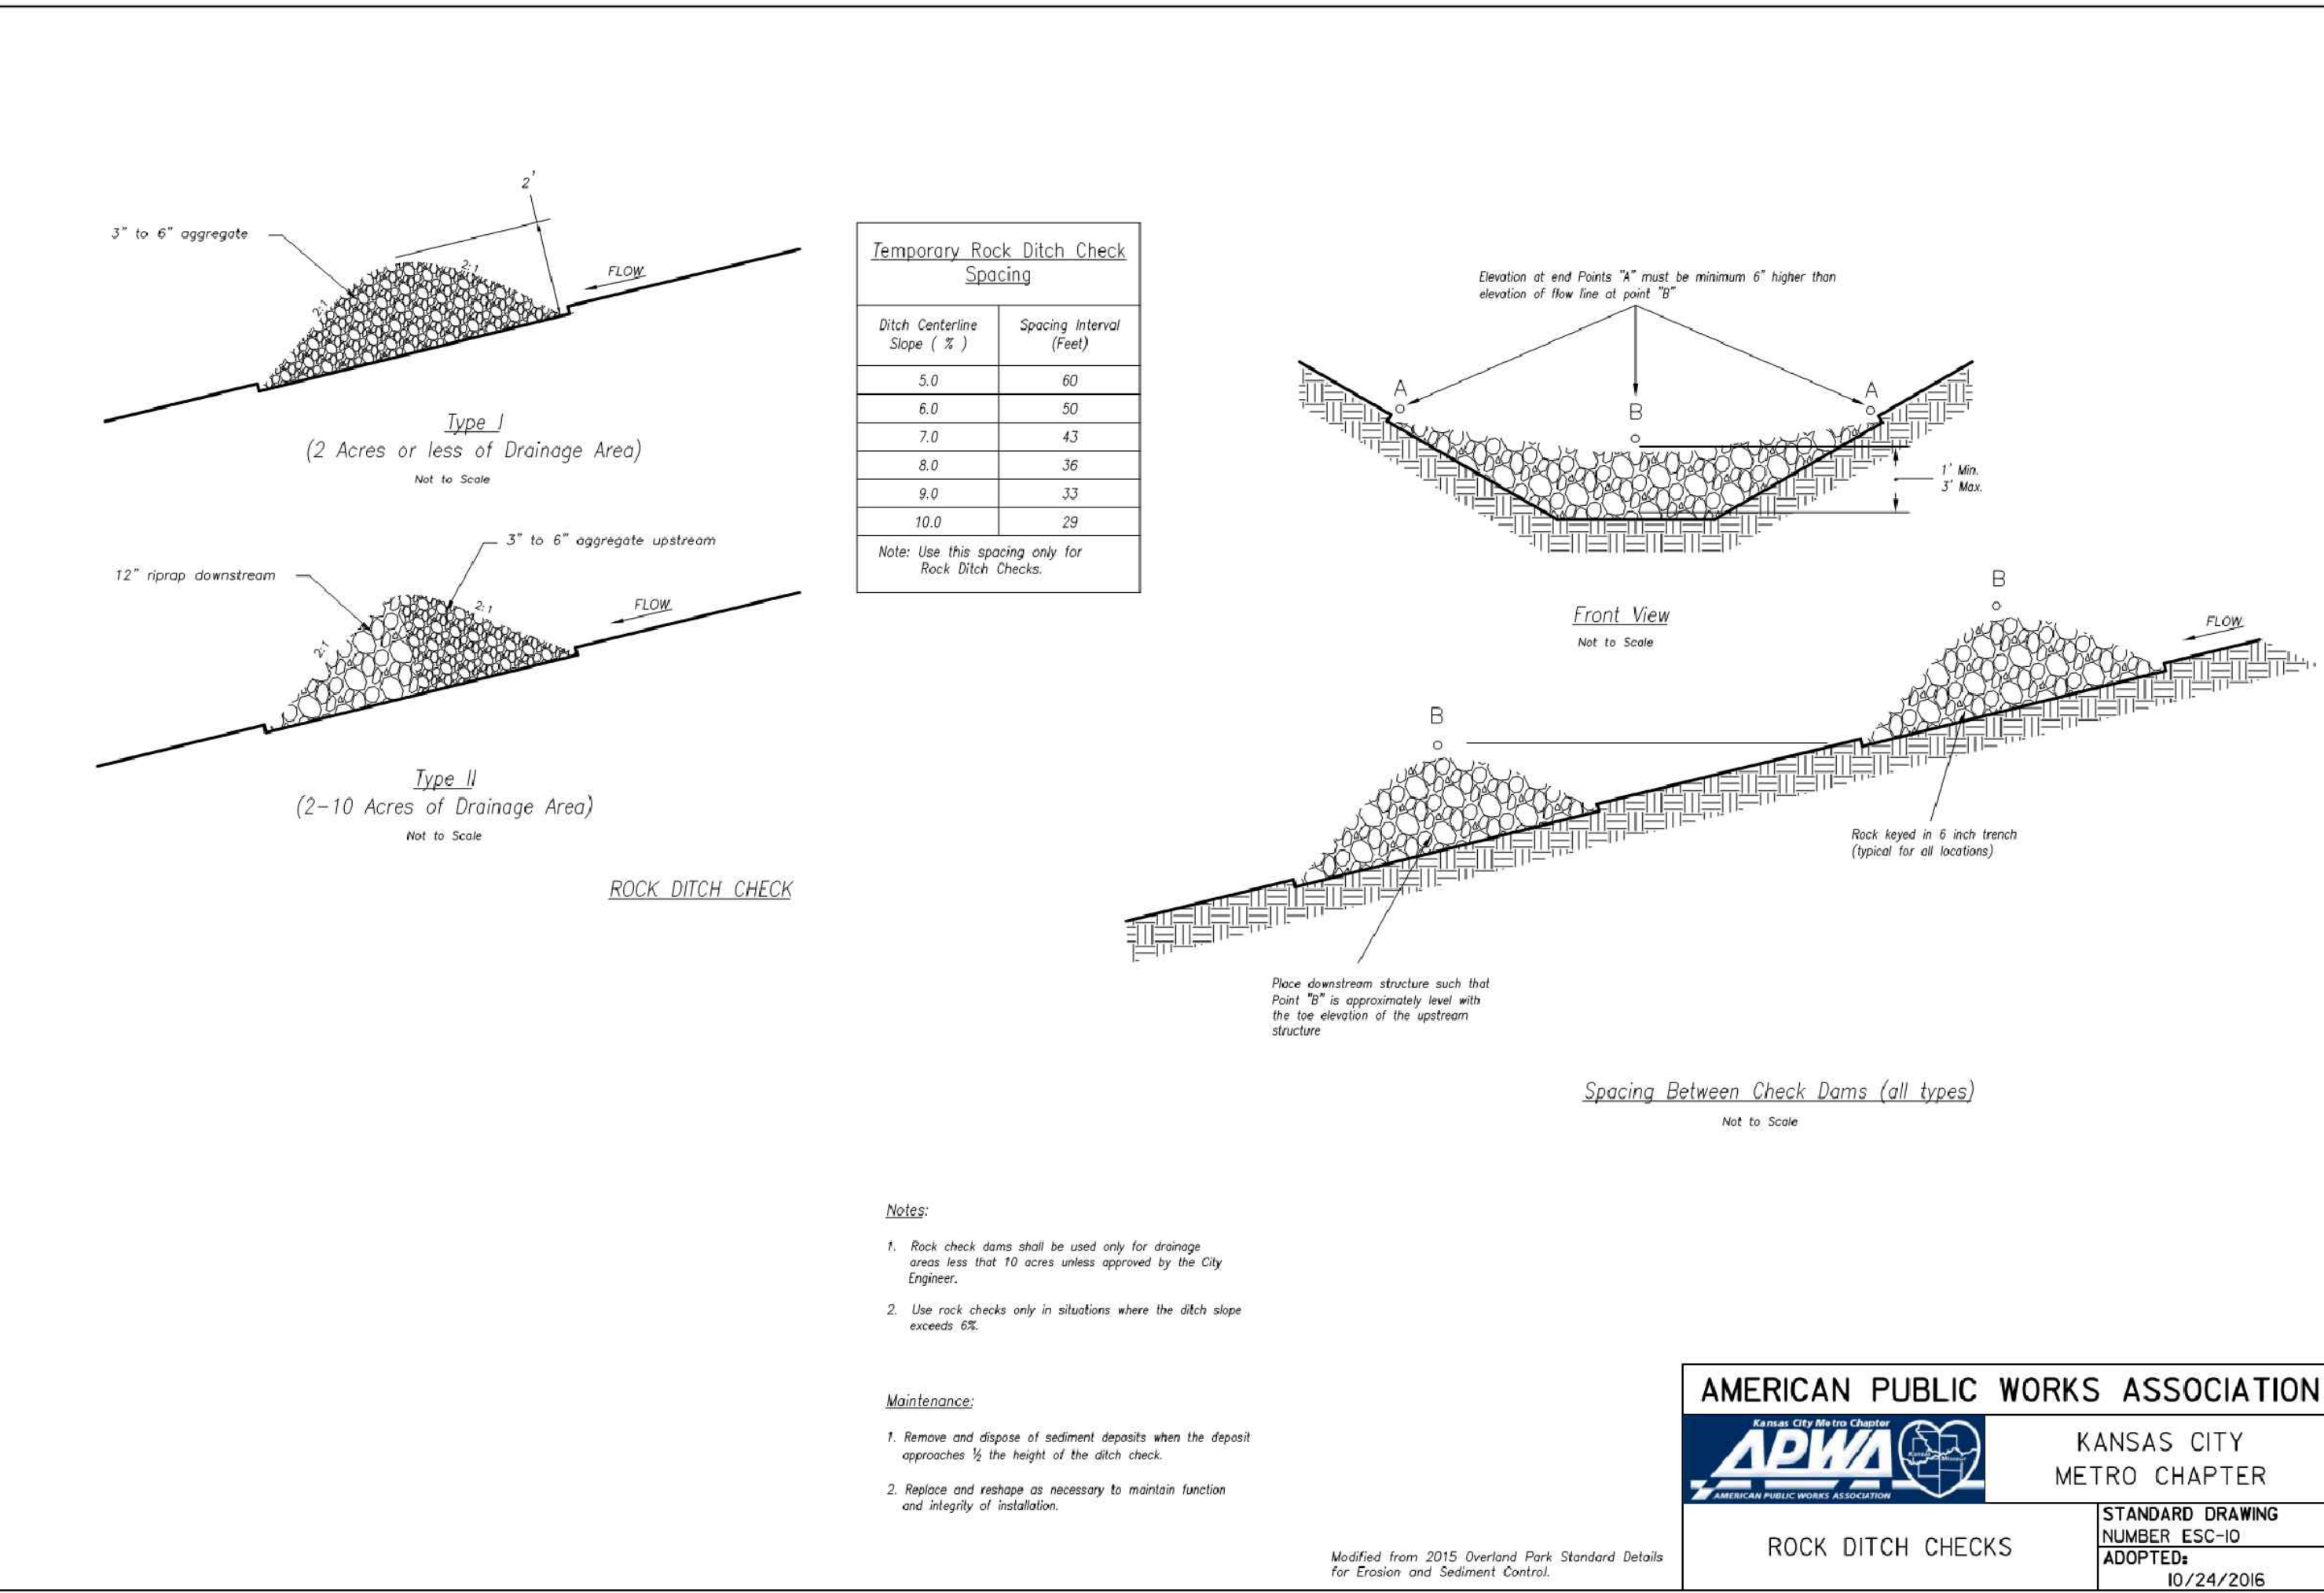 2'
3" to 6" aggregate
2:1
2:1
FLOW
Type I
(2 Acres or less of Drainage Area)
Not to Scale
3" to 6" aggregate upstream
12" riprap downstream
2:1
2:1
FLOW
Type II
(2-10 Acres of Drainage Area)
Not to Scale
ROCK DITCH CHECK
Temporary Rock Ditch Check
Spacing
Ditch Centerline
Slope ( % )
Spacing Interval
(Feet)
5.0 60
6.0 50
7.0 43
8.0 36
9.0 33
10.0 29
Note: Use this spacing only for
Rock Ditch Checks.
Elevation at end Points "A" must be minimum 6" higher than
elevation of flow line at point "B"
A
B
A
1' Min.
3' Max.
Front View
Not to Scale
B
FLOW
B
Rock keyed in 6 inch trench
(typical for all locations)
Place downstream structure such that
Point "B" is approximately level with
the toe elevation of the upstream
structure
Spacing Between Check Dams (all types)
Not to Scale
Notes:
1. Rock check dams shall be used only for drainage
areas less that 10 acres unless approved by the City
Engineer.
2. Use rock checks only in situations where the ditch slope
exceeds 6%.
Maintenance:
1. Remove and dispose of sediment deposits when the deposit
approaches ½ the height of the ditch check.
2. Replace and reshape as necessary to maintain function
and integrity of installation.
Modified from 2015 Overland Park Standard Details
for Erosion and Sediment Control.
AMERICAN PUBLIC WORKS ASSOCIATION
Kansas City Metro Chapter
APWA
Kansas
Missouri
AMERICAN PUBLIC WORKS ASSOCIATION
KANSAS CITY
METRO CHAPTER
ROCK DITCH CHECKS
STANDARD DRAWING
NUMBER ESC-10
ADOPTED:
10/24/2016